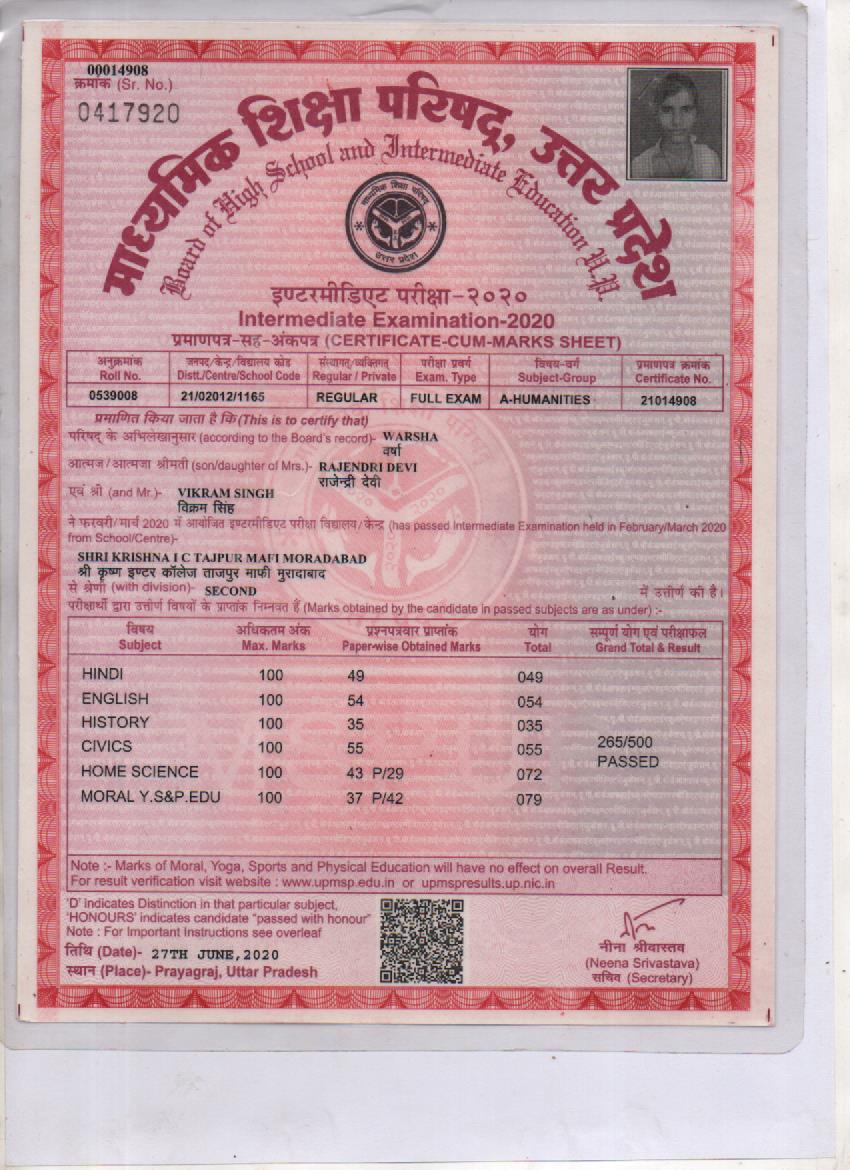 00014908
क्रमांक (Sr. No.)
0417920
माध्यमिक शिक्षा परिषद्, उत्तर प्रदेश
Board of High School and Intermediate Education U.P.
माध्यमिक शिक्षा परिषद्
उत्तर प्रदेश
इण्टरमीडिएट परीक्षा-२०२०
Intermediate Examination-2020
प्रमाणपत्र-सह-अंकपत्र (CERTIFICATE-CUM-MARKS SHEET)
अनुक्रमांक जनपद/केन्द्र/विद्यालय कोड संस्थागत/व्यक्तिगत परीक्षा प्रवर्ग विषय-वर्ग प्रमाणपत्र क्रमांक
Roll No. Distt./Centre/School Code Regular / Private Exam. Type Subject-Group Certificate No.
0539008 21/02012/1165 REGULAR FULL EXAM A-HUMANITIES 21014908
प्रमाणित किया जाता है कि (This is to certify that)
परिषद् के अभिलेखानुसार (according to the Board's record)- WARSHA
वर्षा
आत्मज/आत्मजा श्रीमती (son/daughter of Mrs.)- RAJENDRI DEVI
राजेन्द्री देवी
एवं श्री (and Mr.)- VIKRAM SINGH
विक्रम सिंह
ने फरवरी/मार्च 2020 में आयोजित इण्टरमीडिएट परीक्षा विद्यालय/केन्द्र (has passed Intermediate Examination held in February/March 2020
from School/Centre)-
SHRI KRISHNA I C TAJPUR MAFI MORADABAD
श्री कृष्ण इण्टर कॉलेज ताजपुर माफी मुरादाबाद
से श्रेणी (with division)- SECOND में उत्तीर्ण की है।
परीक्षार्थी द्वारा उत्तीर्ण विषयों के प्राप्तांक निम्नवत हैं (Marks obtained by the candidate in passed subjects are as under) :-
विषय अधिकतम अंक प्रश्नपत्रवार प्राप्तांक योग सम्पूर्ण योग एवं परीक्षाफल
Subject Max. Marks Paper-wise Obtained Marks Total Grand Total & Result
HINDI 100 49 049
ENGLISH 100 54 054
HISTORY 100 35 035
CIVICS 100 55 055 265/500
PASSED
HOME SCIENCE 100 43 P/29 072
MORAL Y.S&P.EDU 100 37 P/42 079
Note :- Marks of Moral, Yoga, Sports and Physical Education will have no effect on overall Result.
For result verification visit website : www.upmsp.edu.in or upmspresults.up.nic.in
'D' indicates Distinction in that particular subject,
'HONOURS' indicates candidate "passed with honour"
Note : For Important Instructions see overleaf
तिथि (Date)- 27TH JUNE,2020
स्थान (Place)- Prayagraj, Uttar Pradesh
नीना श्रीवास्तव
(Neena Srivastava)
सचिव (Secretary)